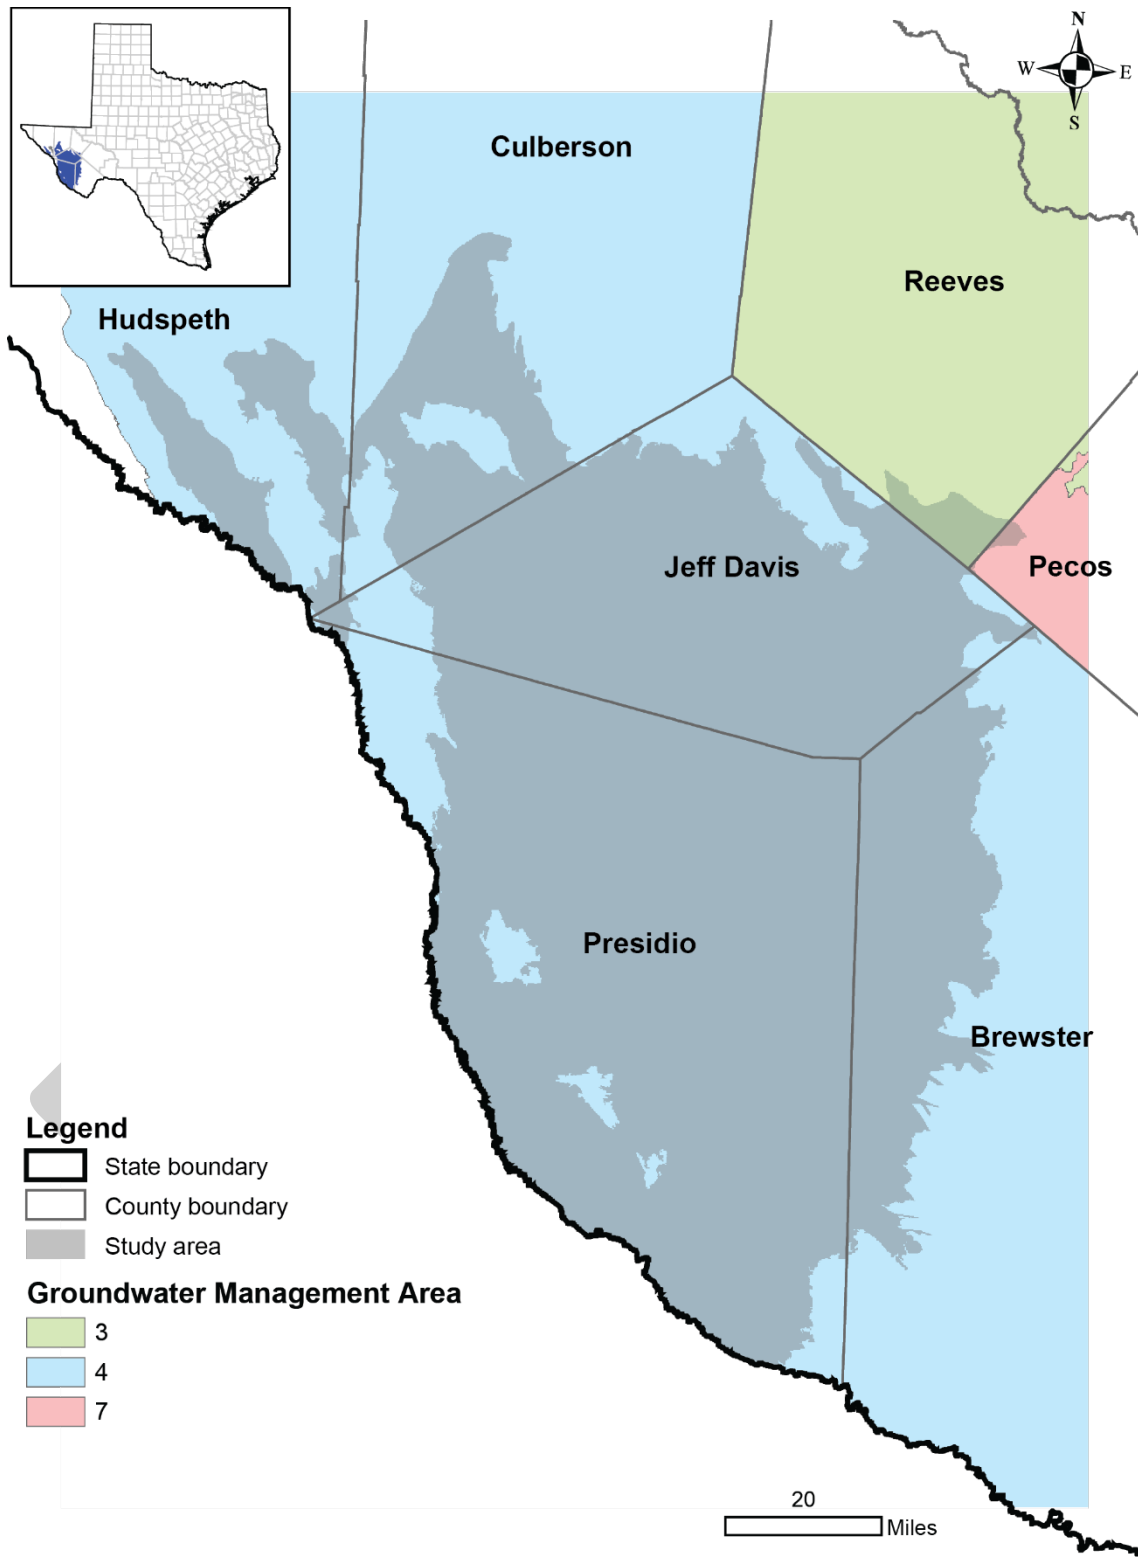 N
W
E
S
Culberson
Reeves
Hudspeth
Jeff Davis
Pecos
Presidio
Brewster
Legend
State boundary
County boundary
Study area
Groundwater Management Area
3
4
7
20
Miles